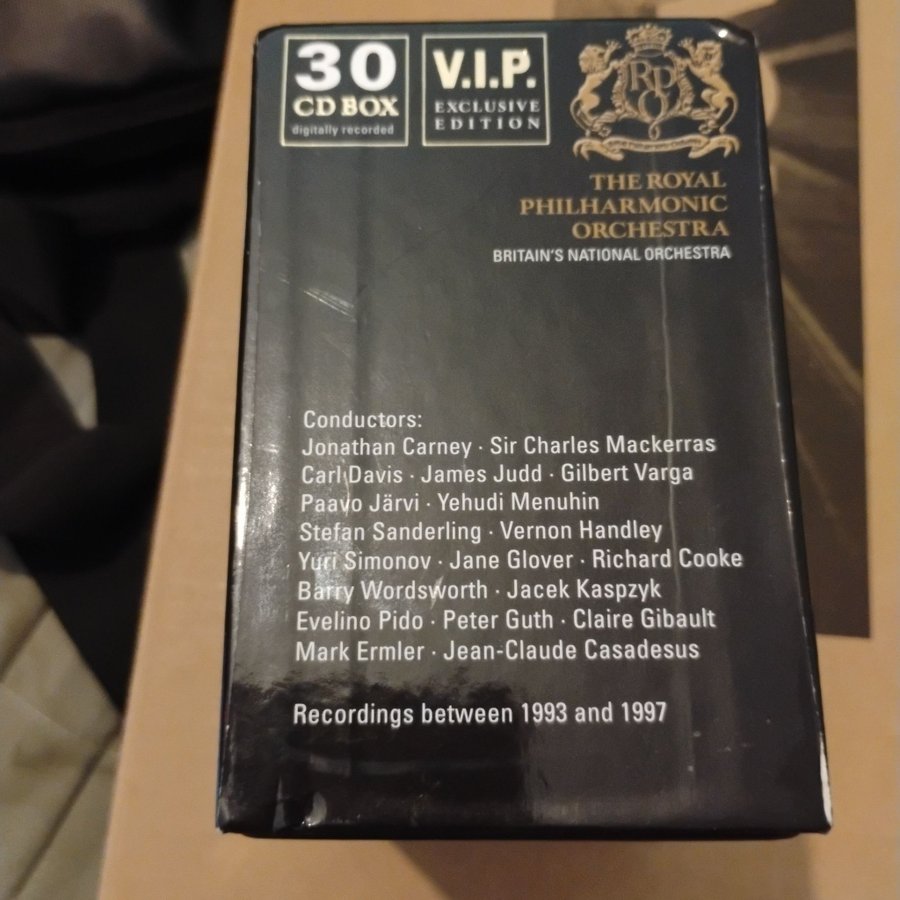 30
CD BOX
digitally recorded
V.I.P.
EXCLUSIVE
EDITION
RPO
THE ROYAL
PHILHARMONIC
ORCHESTRA
BRITAIN'S NATIONAL ORCHESTRA
Conductors:
Jonathan Carney · Sir Charles Mackerras
Carl Davis · James Judd · Gilbert Varga
Paavo Järvi · Yehudi Menuhin
Stefan Sanderling · Vernon Handley
Yuri Simonov · Jane Glover · Richard Cooke
Barry Wordsworth · Jacek Kaspzyk
Evelino Pido · Peter Guth · Claire Gibault
Mark Ermler · Jean-Claude Casadesus
Recordings between 1993 and 1997